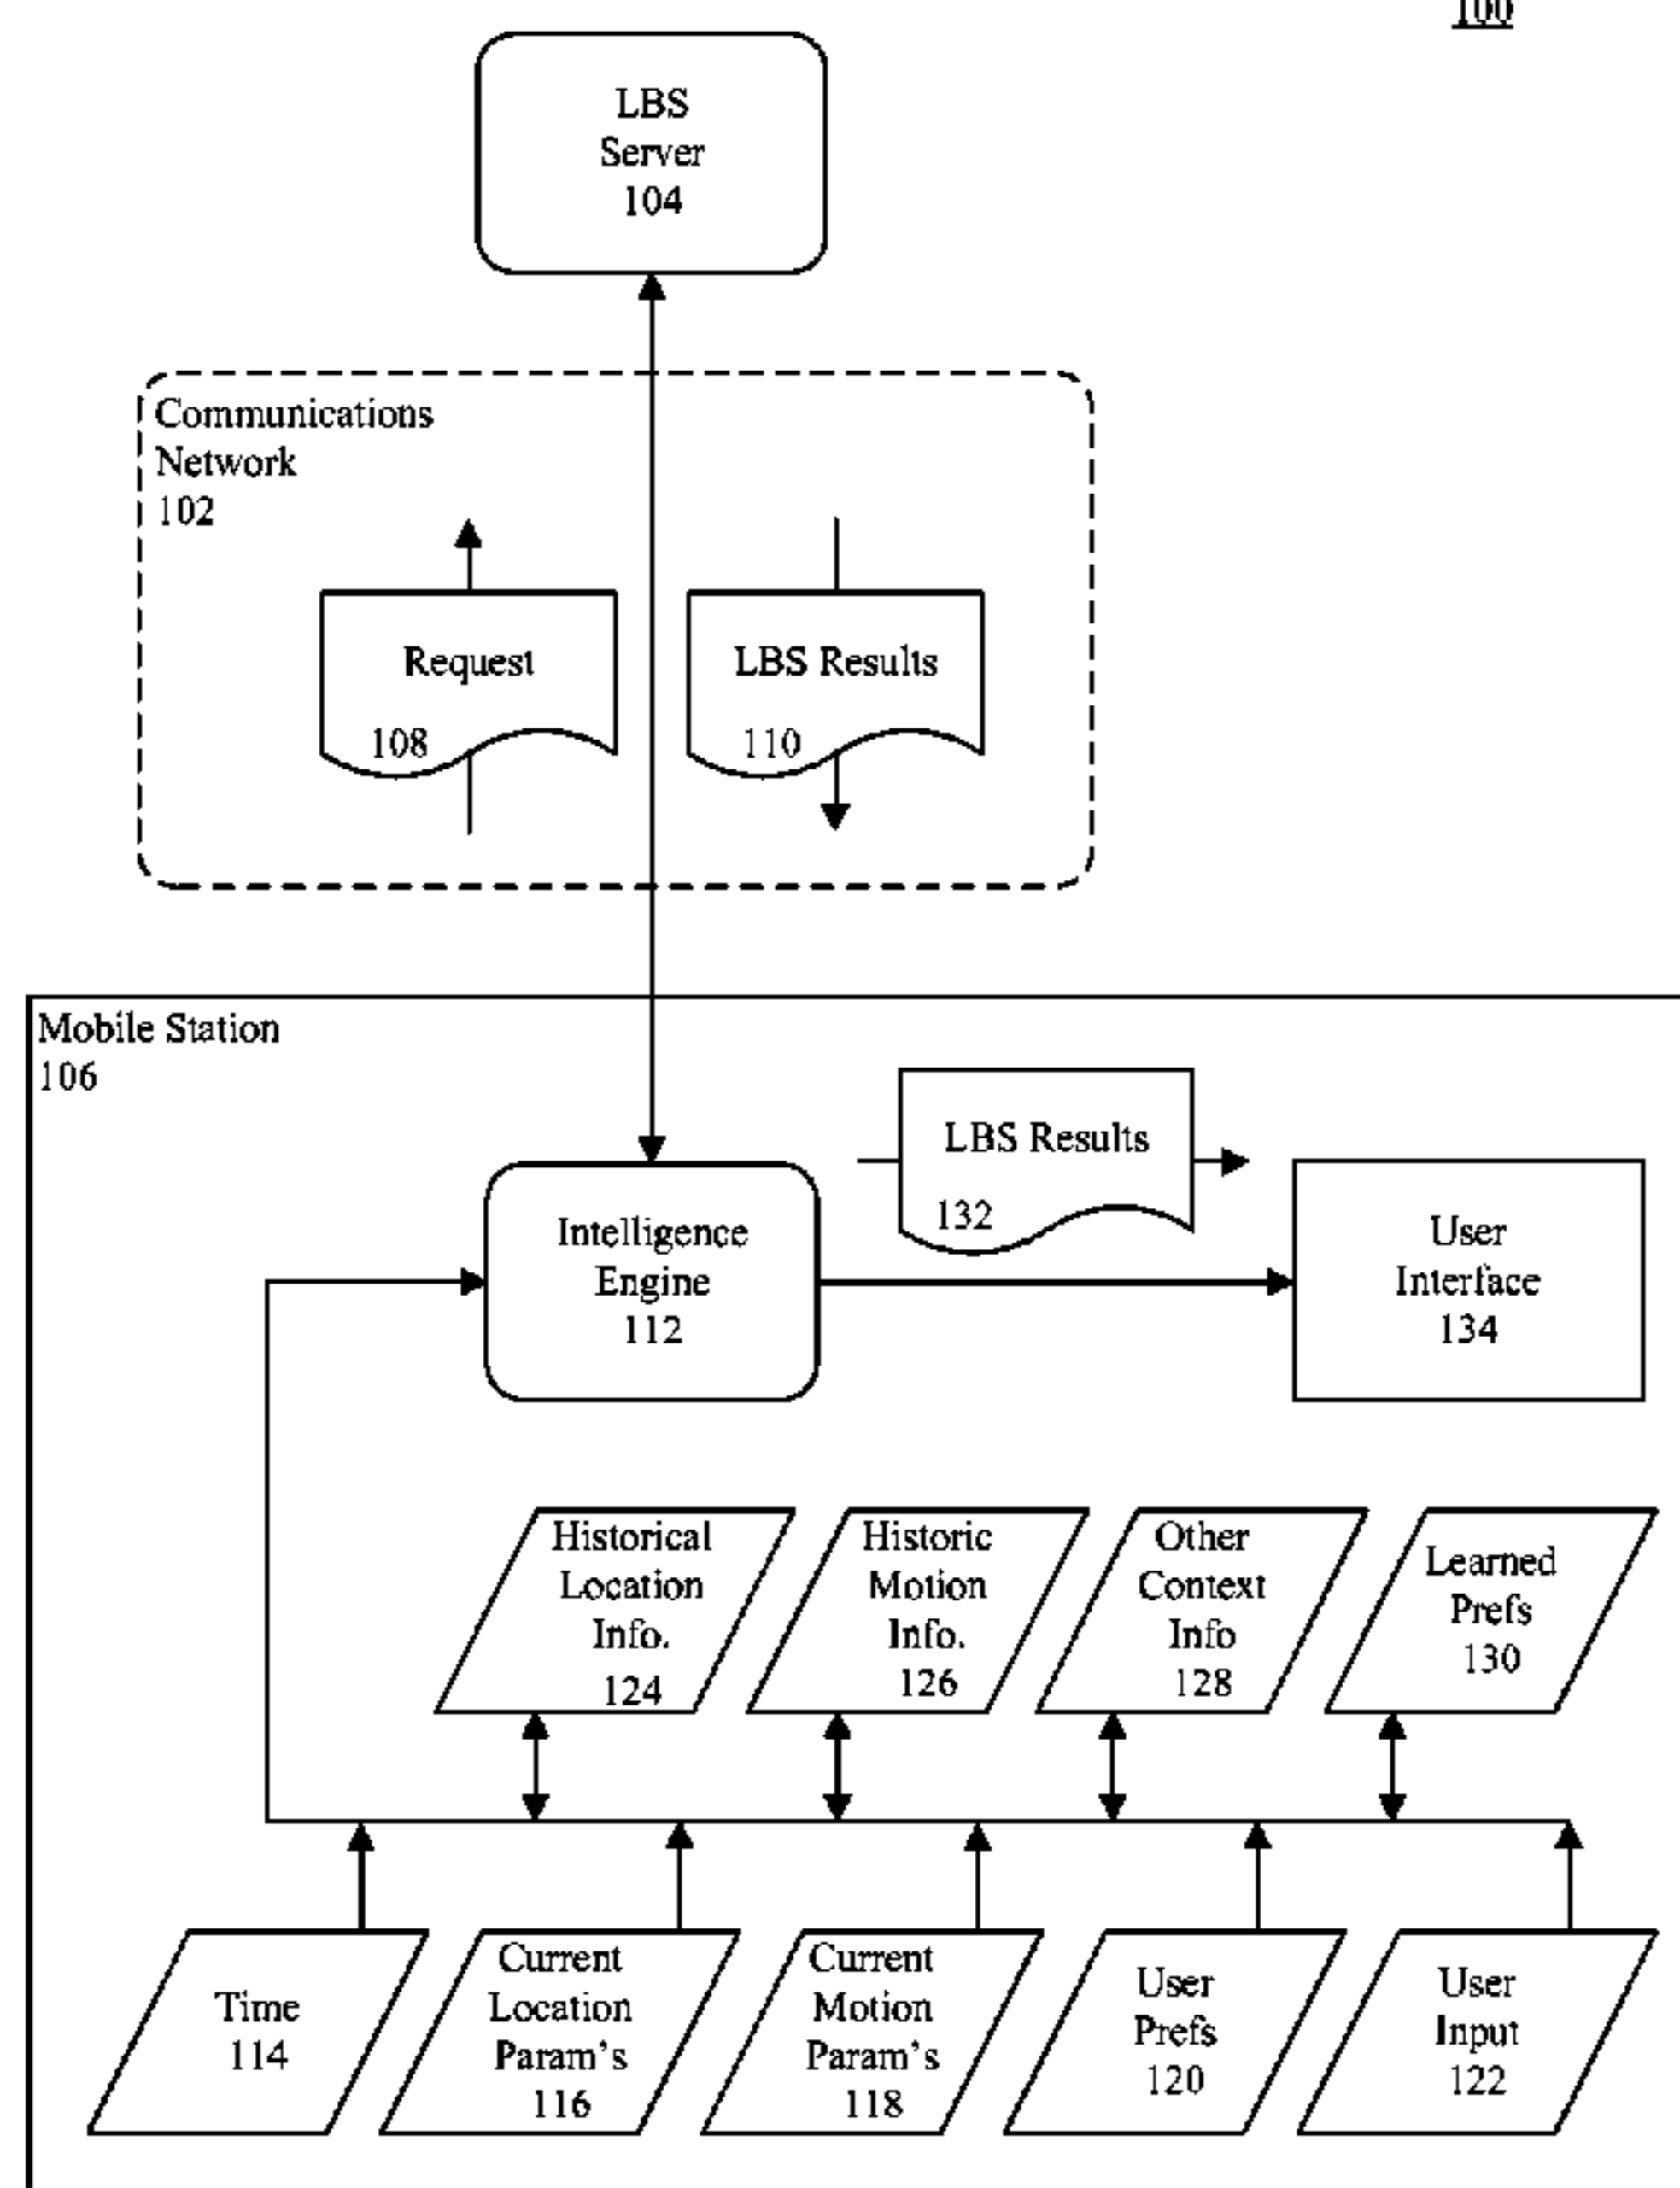 100
LBS
Server
104
Communications
Network
102
Request
108
LBS Results
110
Mobile Station
106
LBS Results
132
Intelligence
Engine
112
User
Interface
134
Historical
Location
Info.
124
Historic
Motion
Info.
126
Other
Context
Info
128
Learned
Prefs
130
Time
114
Current
Location
Param's
116
Current
Motion
Param's
118
User
Prefs
120
User
Input
122